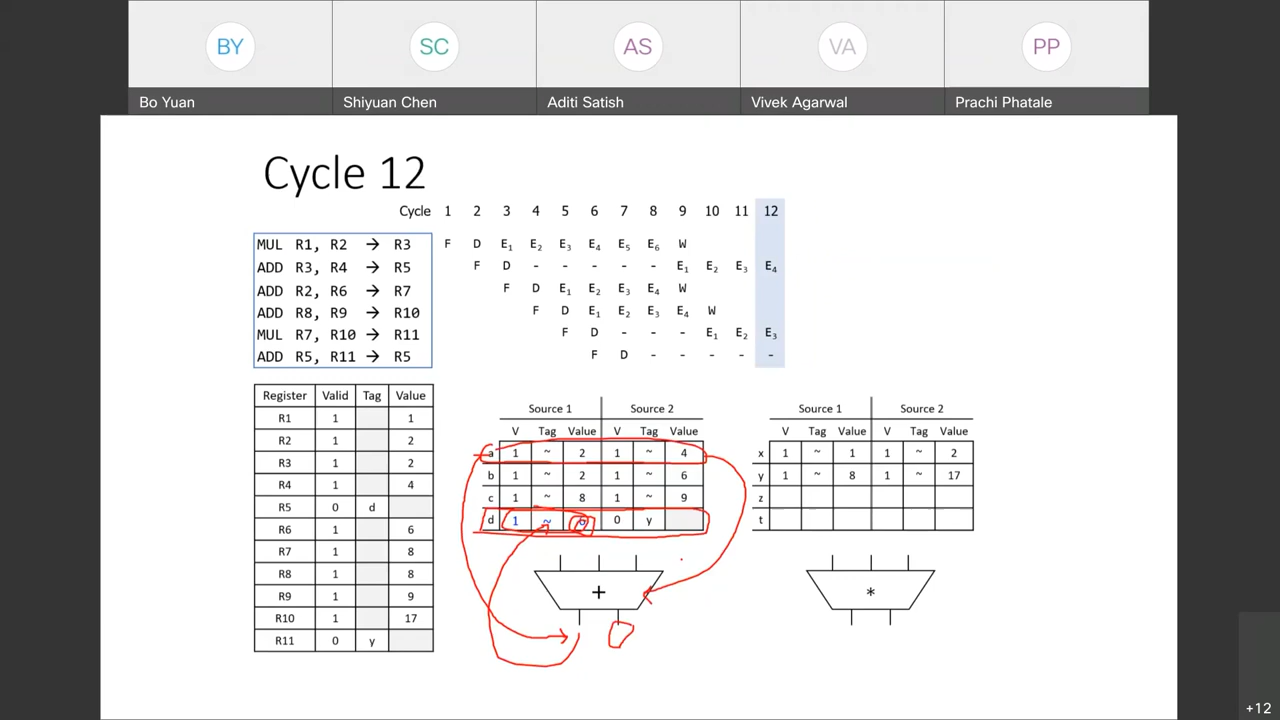 BY SC AS VA PP
Bo Yuan Shiyuan Chen Aditi Satish Vivek Agarwal Prachi Phatale
Cycle 12
Cycle 1 2 3 4 5 6 7 8 9 10 11 12
MUL R1, R2 → R3 F D E1 E2 E3 E4 E5 E6 W
ADD R3, R4 → R5 F D - - - - - E1 E2 E3 E4
ADD R2, R6 → R7 F D E1 E2 E3 E4 W
ADD R8, R9 → R10 F D E1 E2 E3 E4 W
MUL R7, R10 → R11 F D - - - E1 E2 E3
ADD R5, R11 → R5 F D - - - - -
Register Valid Tag Value
R1 1 1
R2 1 2
R3 1 2
R4 1 4
R5 0 d
R6 1 6
R7 1 8
R8 1 8
R9 1 9
R10 1 17
R11 0 y
Source 1 Source 2
V Tag Value V Tag Value
a 1 ~ 2 1 ~ 4
b 1 ~ 2 1 ~ 6
c 1 ~ 8 1 ~ 9
d 1 ~ 6 0 y
+
Source 1 Source 2
V Tag Value V Tag Value
x 1 ~ 1 1 ~ 2
y 1 ~ 8 1 ~ 17
z
t
*
+12